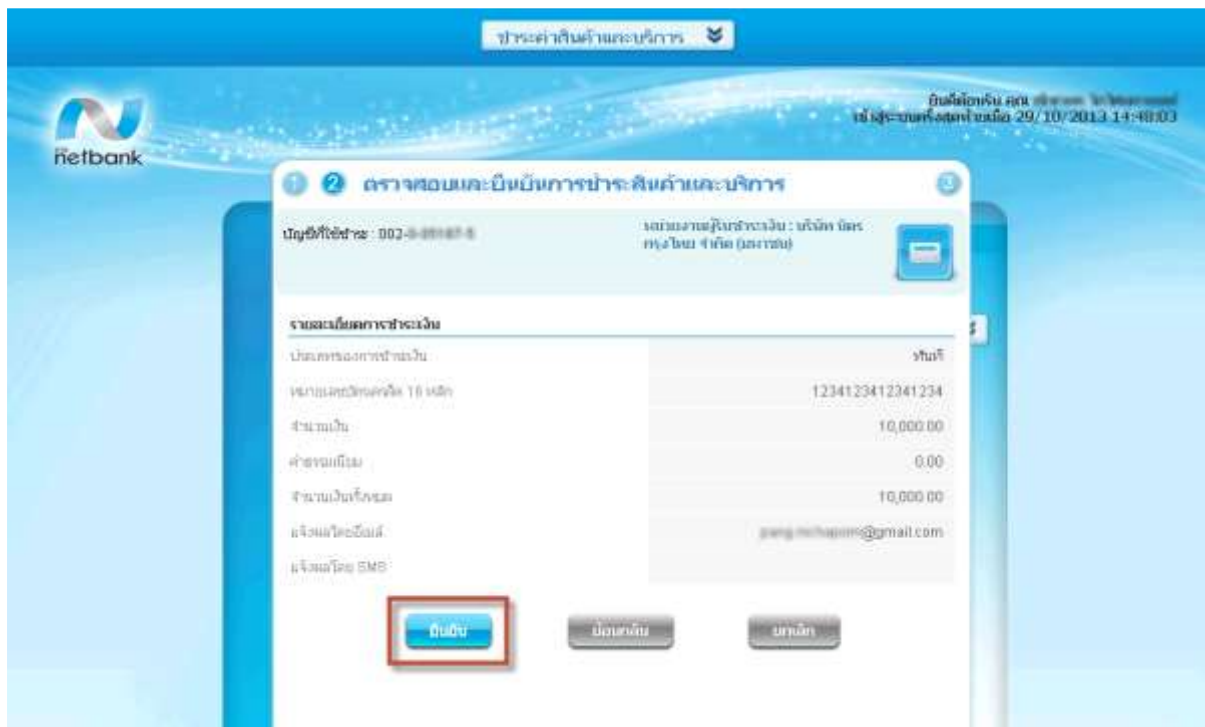 ชำระค่าสินค้าและบริการ
ยินดีต้อนรับ คุณ
เข้าสู่ระบบครั้งสุดท้ายเมื่อ 29/10/2013 14:48:03
netbank
1 2 ตรวจสอบและยืนยันการชำระสินค้าและบริการ 3
บัญชีที่ใช้ชำระ : 002-
หน่วยงานผู้รับชำระเงิน : บริษัท บัตร
กรุงไทย จำกัด (มหาชน)
รายละเอียดการชำระเงิน
ประเภทของการชำระเงิน ทันที
หมายเลขบัตรเครดิต 16 หลัก 1234123412341234
จำนวนเงิน 10,000.00
ค่าธรรมเนียม 0.00
จำนวนเงินทั้งหมด 10,000.00
แจ้งผลโดยอีเมล์ @gmail.com
แจ้งผลโดย SMS
ยืนยัน ย้อนกลับ ยกเลิก